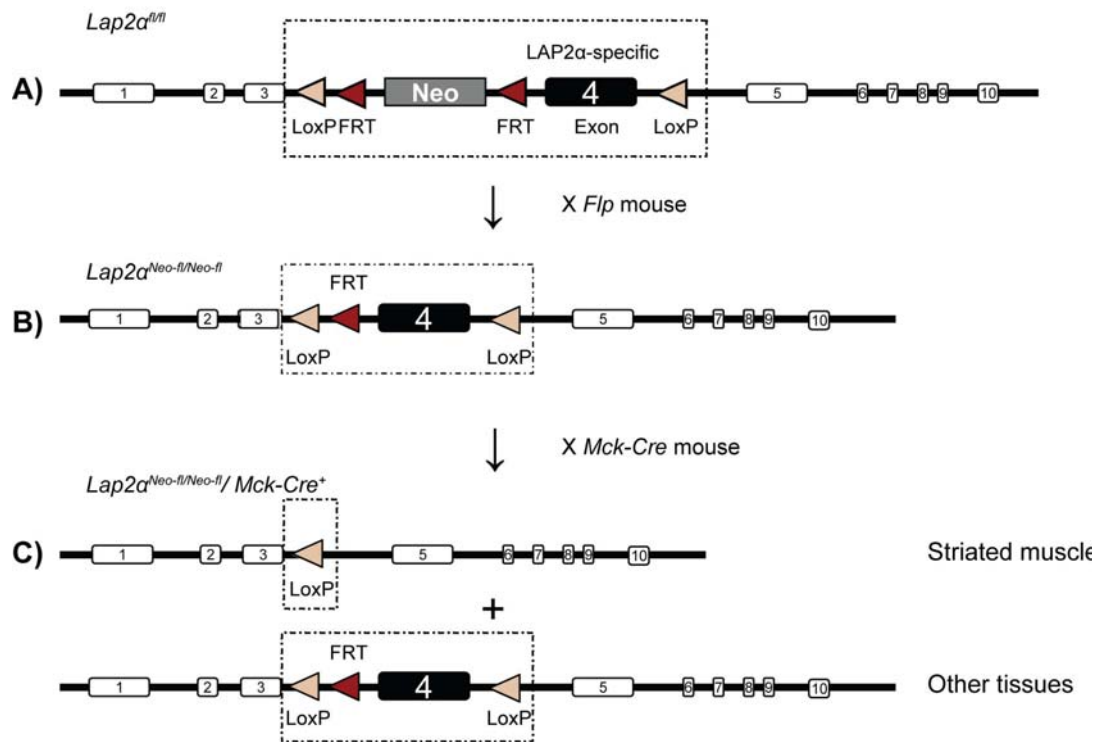 Lap2α^fl/fl
LAP2α-specific
A) 1 2 3 Neo 4 5 6 7 8 9 10
LoxP FRT FRT Exon LoxP
X Flp mouse
Lap2α^Neo-fl/Neo-fl
FRT
B) 1 2 3 4 5 6 7 8 9 10
LoxP LoxP
X Mck-Cre mouse
Lap2α^Neo-fl/Neo-fl/ Mck-Cre⁺
C) 1 2 3 5 6 7 8 9 10 Striated muscle
LoxP
+
FRT
1 2 3 4 5 6 7 8 9 10 Other tissues
LoxP LoxP